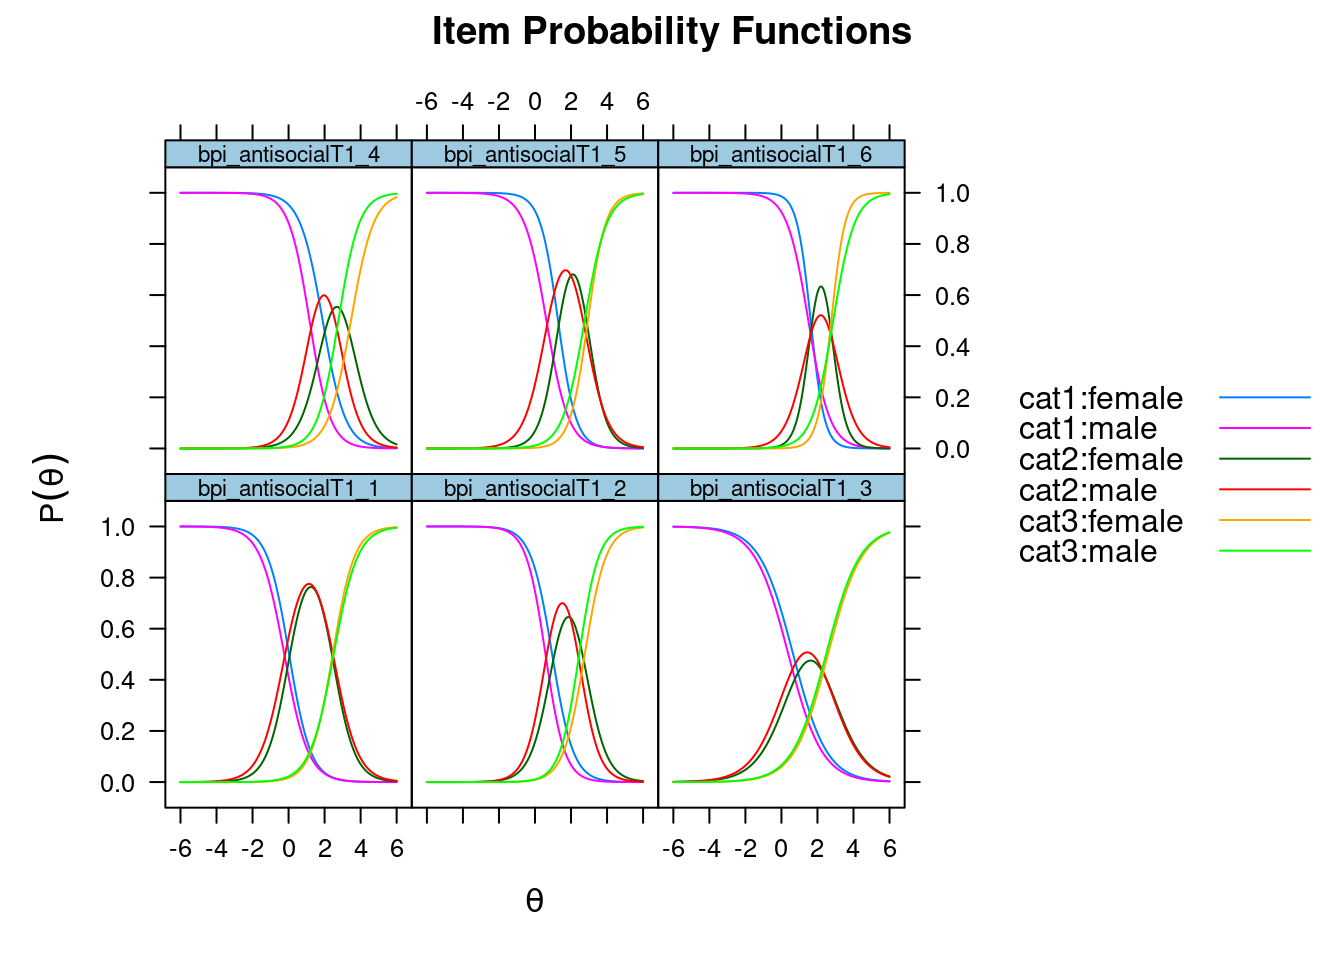 Item Probability Functions
-6 -4 -2 0 2 4 6
bpi_antisocialT1_4 bpi_antisocialT1_5 bpi_antisocialT1_6
1.0
0.8
0.6
0.4
0.2
0.0
bpi_antisocialT1_1 bpi_antisocialT1_2 bpi_antisocialT1_3
1.0
0.8
0.6
0.4
0.2
0.0
-6 -4 -2 0 2 4 6 -6 -4 -2 0 2 4 6
θ
P(θ)
cat1:female
cat1:male
cat2:female
cat2:male
cat3:female
cat3:male